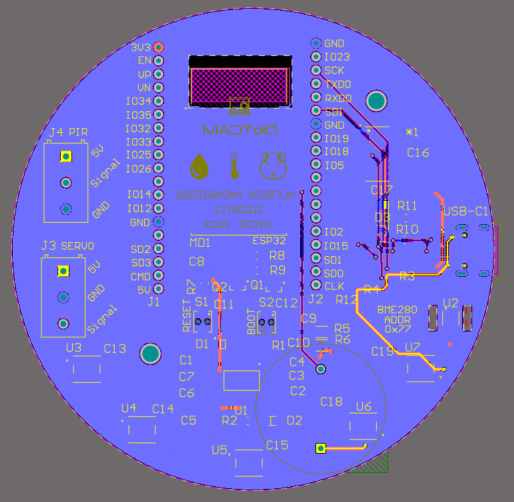 3V3
EN
VP
VN
IO34
IO35
IO32
IO33
IO25
IO26
IO14
IO12
GND
SD2
SD3
CMD
5V
J1
GND
IO23
SCK
TXD0
RXD0
SDI
GND
IO19
IO18
IO5
IO2
IO15
SD1
SD0
CLK
J2
J4 PIR
5V
Signal
GND
J3 SERVO
5V
GND
Signal
*1
C16
C17
R11
D3
R10
USB-C1
R3
R4
R12
BME280
ADDR
0x77
U2
MD1
ESP32
C8
R8
R9
R7
Q2
Q1
S1
C11
S2
C12
RESET
BOOT
C9
R5
R6
D1
R1
C10
U3
C13
C1
C7
C6
C4
C3
C2
C19
U7
U4
C14
C5
R2
U1
D2
C18
U6
U5
C15